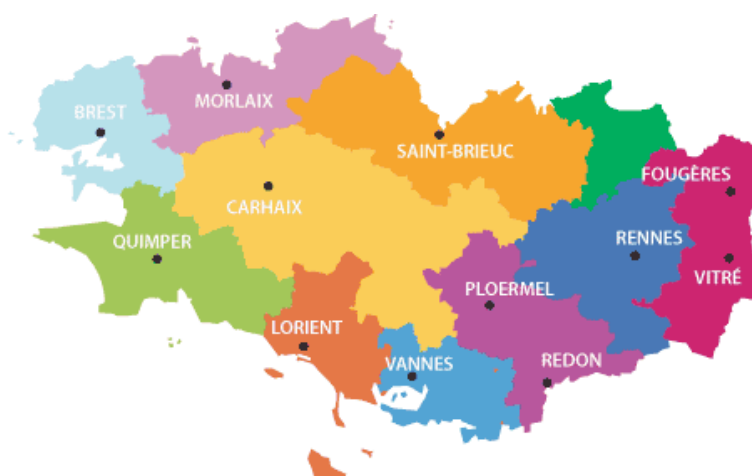 BREST
MORLAIX
SAINT-BRIEUC
FOUGÈRES
CARHAIX
QUIMPER
RENNES
VITRÉ
PLOERMEL
LORIENT
VANNES
REDON